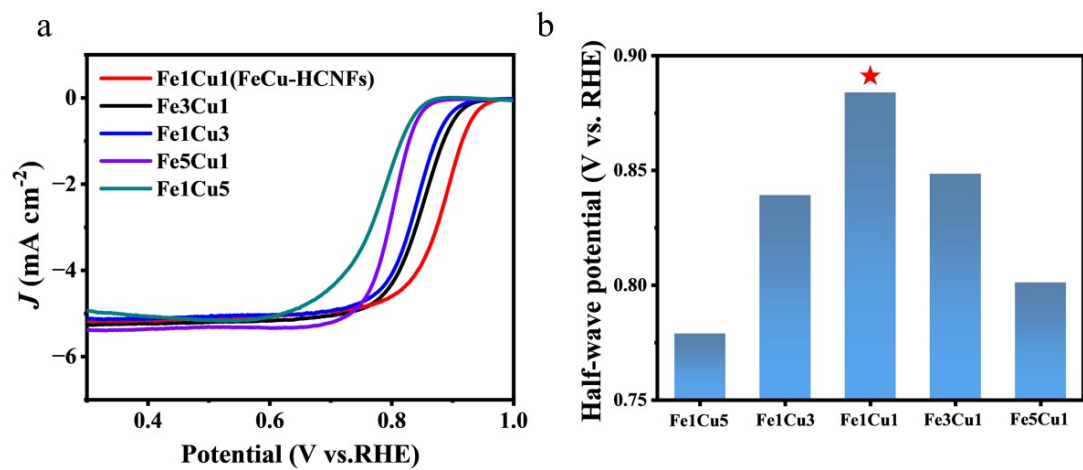 a
J (mA cm⁻²)
0
−2
−4
−6
Fe1Cu1(FeCu-HCNFs)
Fe3Cu1
Fe1Cu3
Fe5Cu1
Fe1Cu5
0.4 0.6 0.8 1.0
Potential (V vs.RHE)
b
Half-wave potential (V vs. RHE)
0.90
0.85
0.80
0.75
Fe1Cu5 Fe1Cu3 Fe1Cu1 Fe3Cu1 Fe5Cu1